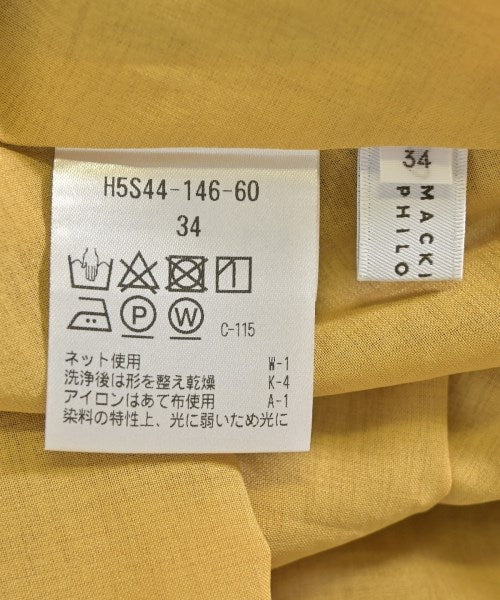 H5S44-146-60
34
P
W
C-115
ネット使用 W-1
洗浄後は形を整え乾燥 K-4
アイロンはあて布使用 A-1
染料の特性上、光に弱いため光に
34
MACKI
PHILO